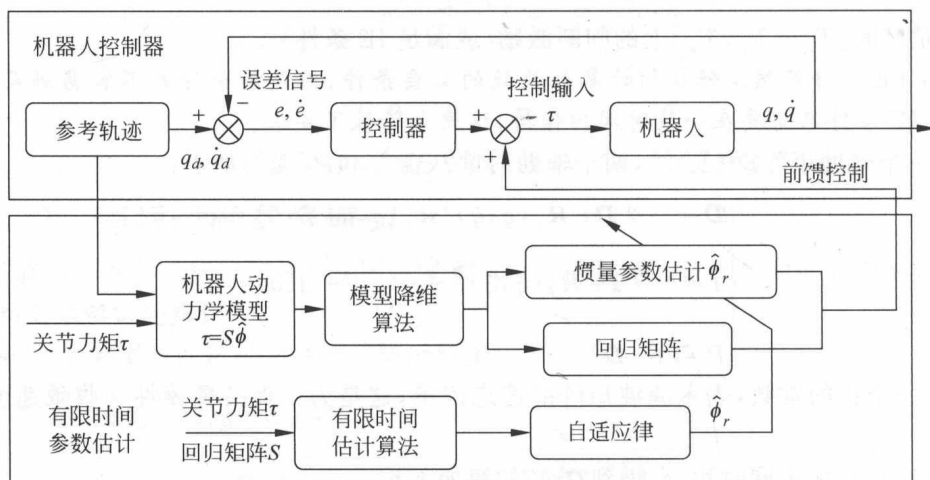 机器人控制器
误差信号
控制输入
参考轨迹
+
−
e, ė
控制器
+
+
τ
机器人
q, q̇
q_d, q̇_d
前馈控制
机器人动
力学模型
τ=Sφ̂
模型降维
算法
惯量参数估计φ̂_r
关节力矩τ
回归矩阵
有限时间
参数估计
关节力矩τ
回归矩阵S
有限时间
估计算法
自适应律
φ̂_r